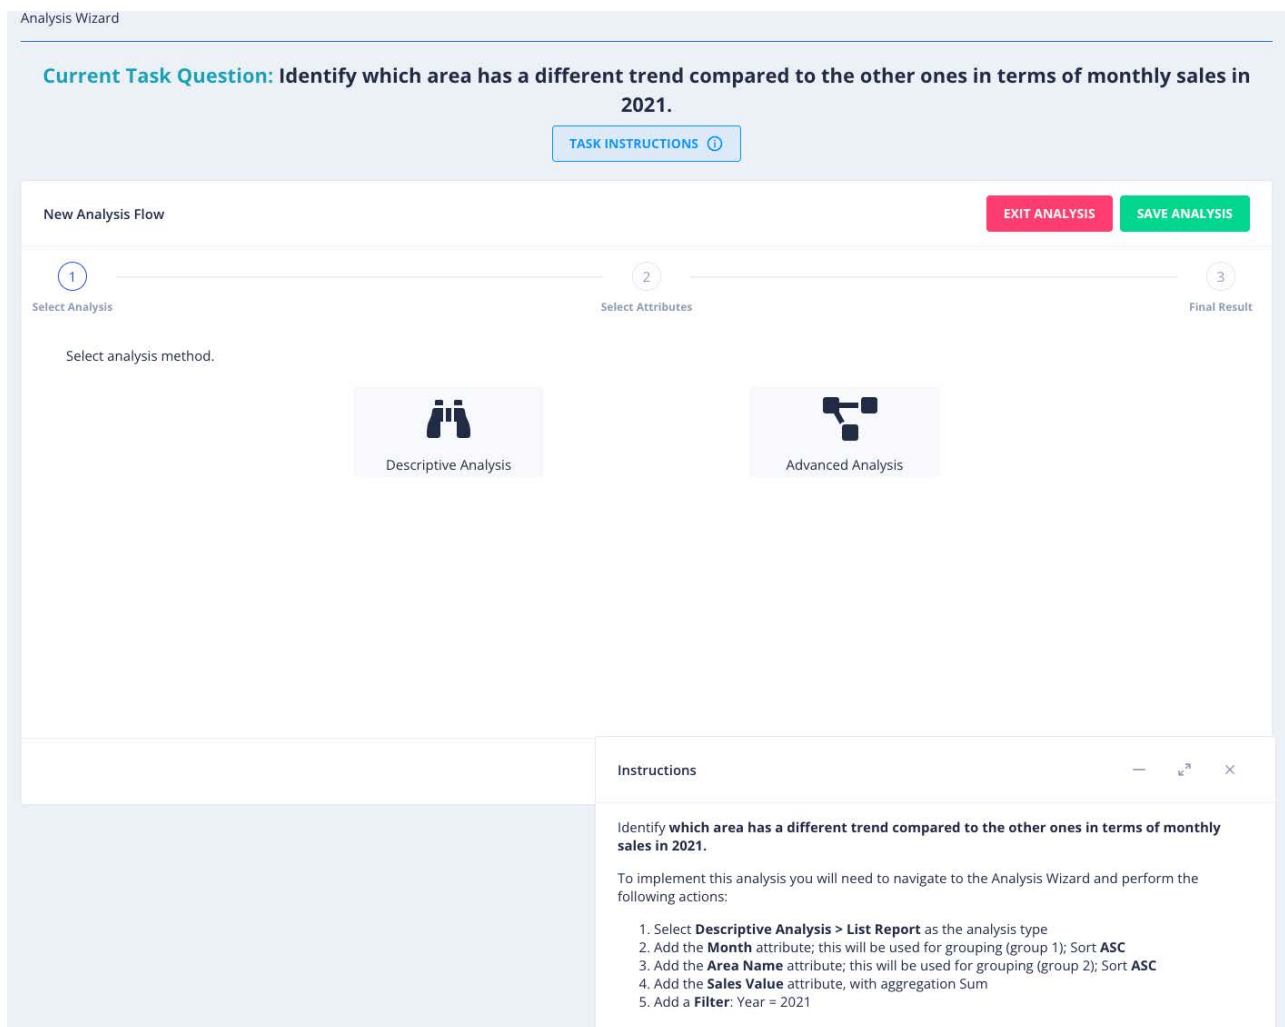 Analysis Wizard
Current Task Question: Identify which area has a different trend compared to the other ones in terms of monthly sales in
2021.
TASK INSTRUCTIONS
New Analysis Flow
EXIT ANALYSIS
SAVE ANALYSIS
1
2
3
Select Analysis
Select Attributes
Final Result
Select analysis method.
Descriptive Analysis
Advanced Analysis
Instructions
Identify which area has a different trend compared to the other ones in terms of monthly
sales in 2021.
To implement this analysis you will need to navigate to the Analysis Wizard and perform the
following actions:
1. Select Descriptive Analysis > List Report as the analysis type
2. Add the Month attribute; this will be used for grouping (group 1); Sort ASC
3. Add the Area Name attribute; this will be used for grouping (group 2); Sort ASC
4. Add the Sales Value attribute, with aggregation Sum
5. Add a Filter: Year = 2021